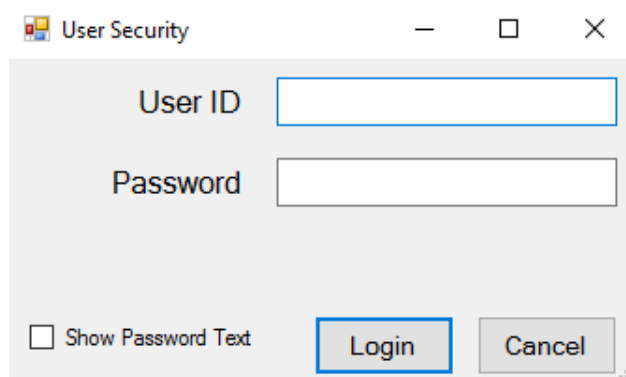 User Security
User ID
Password
Show Password Text
Login
Cancel